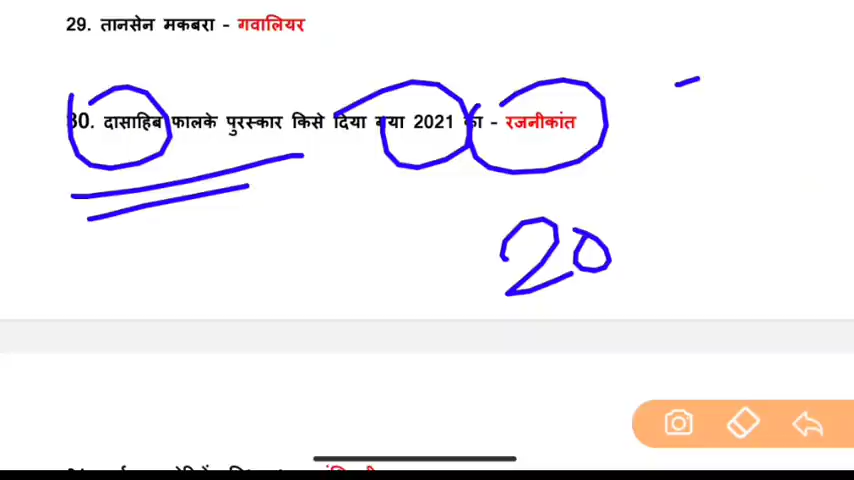 29. तानसेन मकबरा - गवालियर
30. दासाहिब फालके पुरस्कार किसे दिया गया 2021 का - रजनीकांत
20